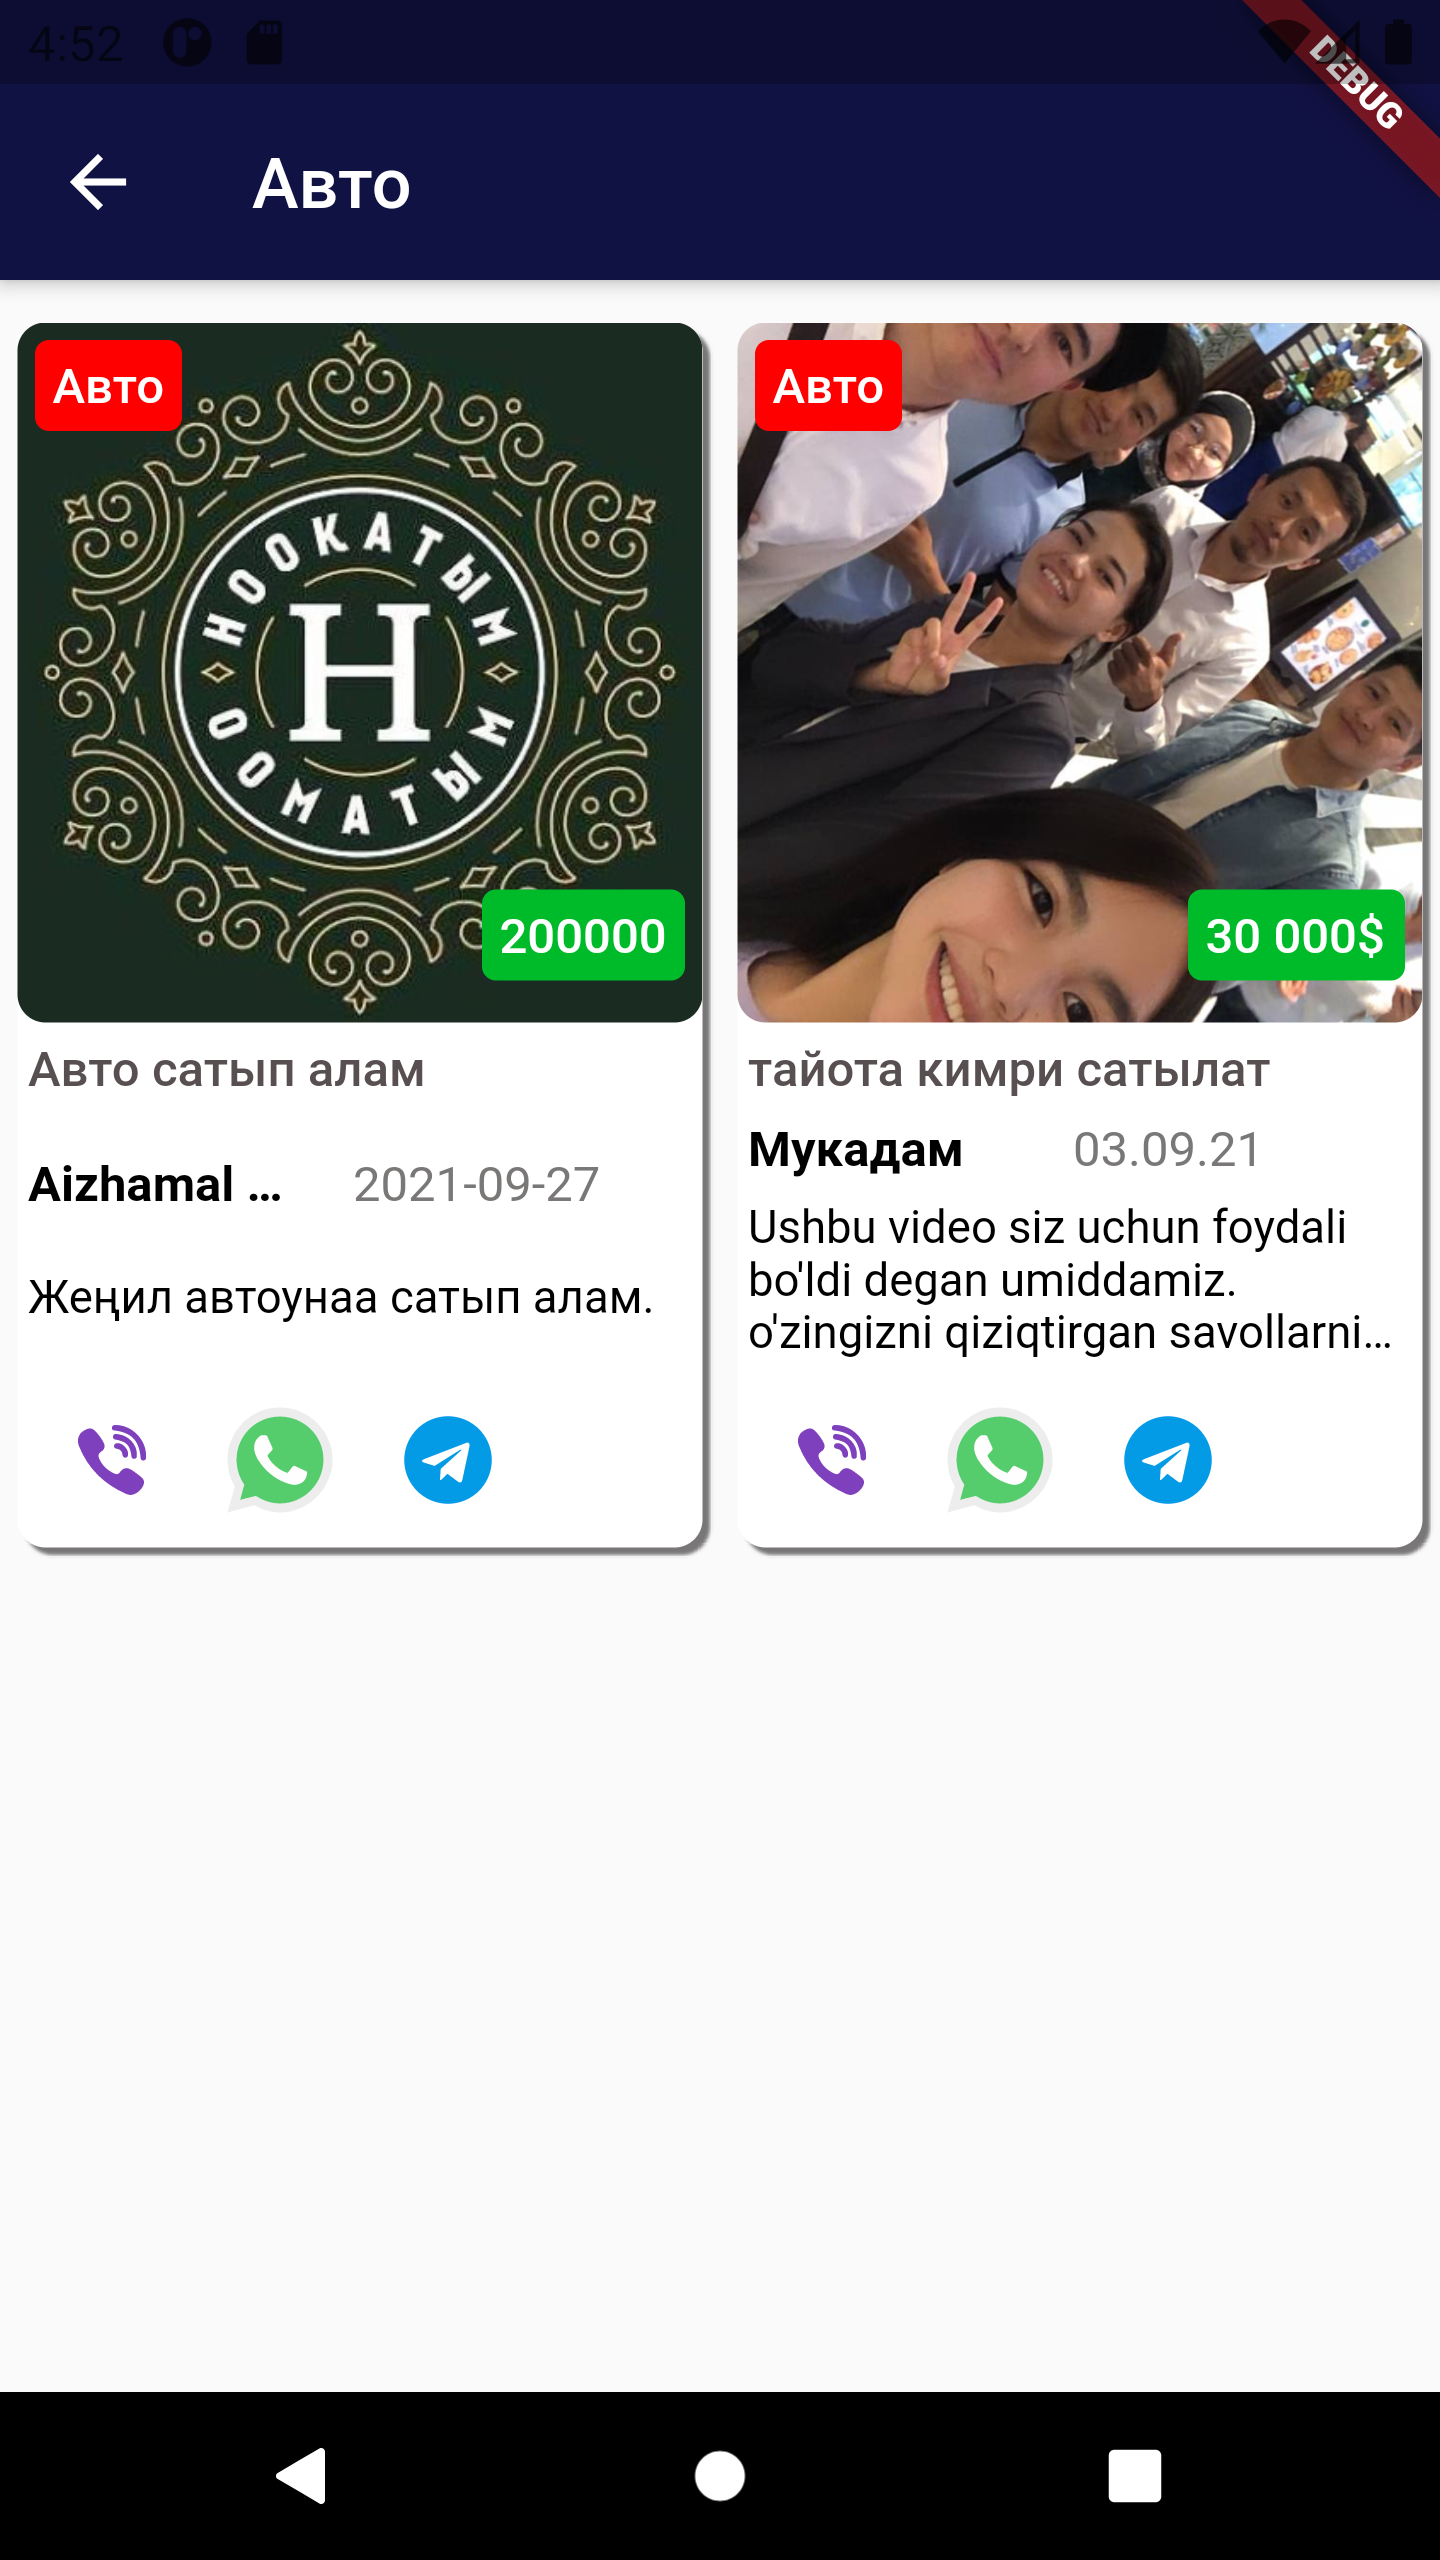 4:52
DEBUG
Авто
Авто
НООКАТЫМ
Н
ООМАТЫМ
200000
Авто сатып алам
Aizhamal ...
2021-09-27
Жеңил автоунаа сатып алам.
Авто
30 000$
тайота кимри сатылат
Мукадам
03.09.21
Ushbu video siz uchun foydali
bo'ldi degan umiddamiz.
o'zingizni qiziqtirgan savollarni...